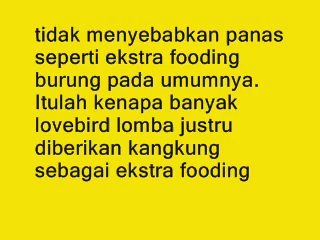 tidak menyebabkan panas
seperti ekstra fooding
burung pada umumnya.
Itulah kenapa banyak
lovebird lomba justru
diberikan kangkung
sebagai ekstra fooding